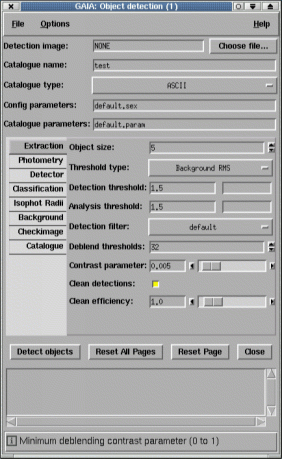 GAIA: Object detection (1)
File Options Help
Detection image: NONE Choose file...
Catalogue name: test
Catalogue type: ASCII
Config parameters: default.sex
Catalogue parameters: default.param
Extraction
Photometry
Detector
Classification
Isophot Radii
Background
Checkimage
Catalogue
Object size: 5
Threshold type: Background RMS
Detection threshold: 1.5
Analysis threshold: 1.5
Detection filter: default
Deblend thresholds: 32
Contrast parameter: 0.005
Clean detections:
Clean efficiency: 1.0
Detect objects Reset All Pages Reset Page Close
Minimum deblending contrast parameter (0 to 1)